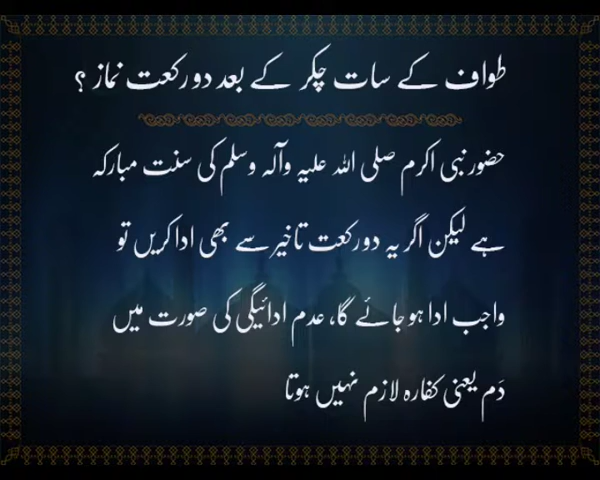 طواف کے سات چکر کے بعد دو رکعت نماز ؟
حضور نبی اکرم صلی اللہ علیہ وآلہ وسلم کی سنت مبارکہ
ہے لیکن اگر یہ دو رکعت تاخیر سے بھی ادا کریں تو
واجب ادا ہو جائے گا، عدم ادائیگی کی صورت میں
دَم یعنی کفارہ لازم نہیں ہوتا